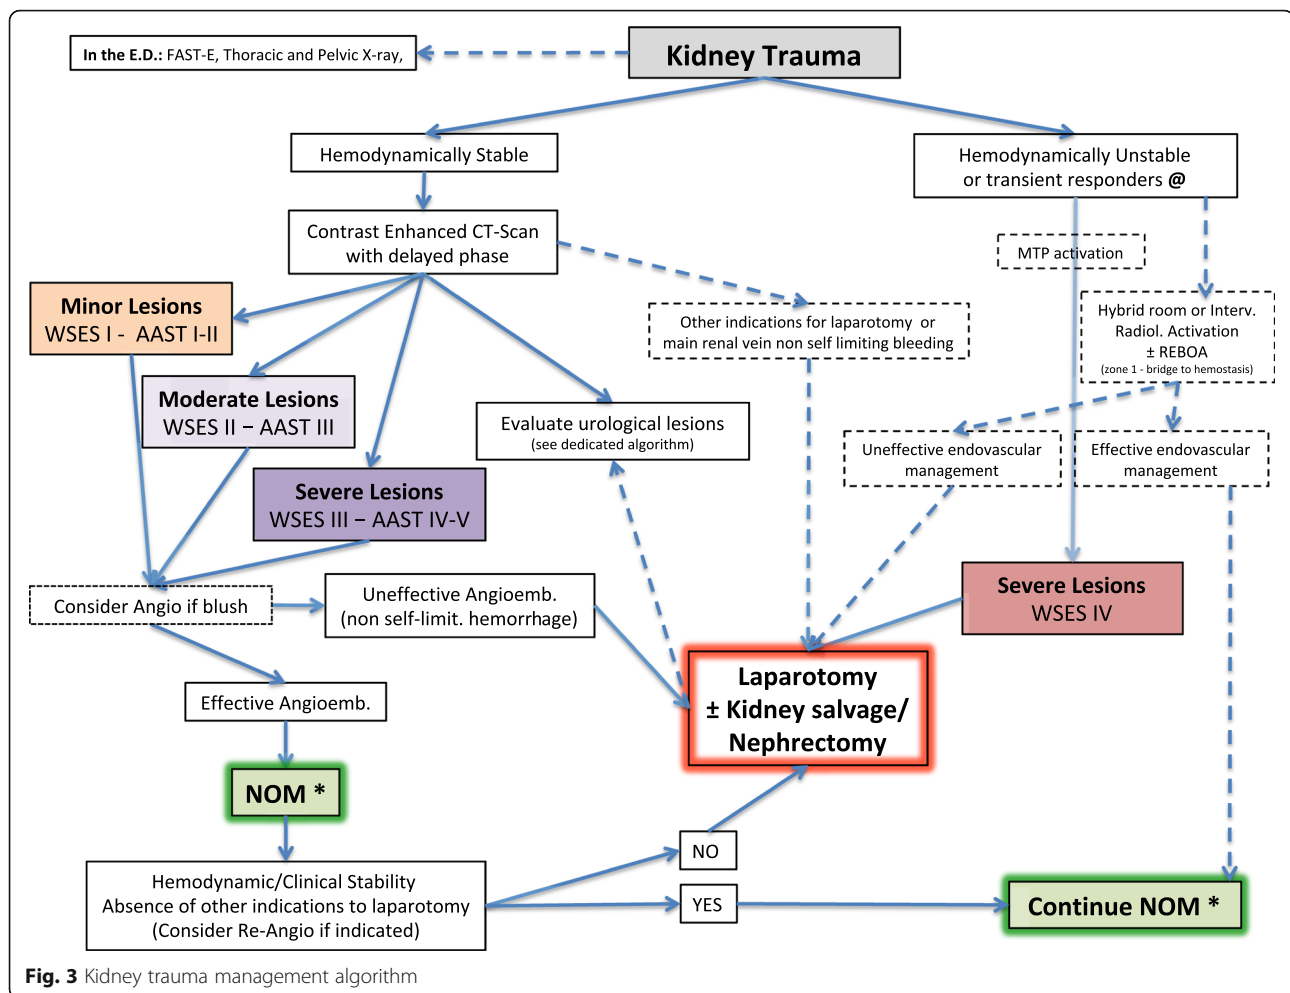 Kidney Trauma
In the E.D.: FAST-E, Thoracic and Pelvic X-ray,
Hemodynamically Stable
Hemodynamically Unstable
or transient responders @
Contrast Enhanced CT-Scan
with delayed phase
MTP activation
Minor Lesions
WSES I - AAST I-II
Other indications for laparotomy or
main renal vein non self limiting bleeding
Hybrid room or Interv.
Radiol. Activation
± REBOA
(zone 1 - bridge to hemostasis)
Moderate Lesions
WSES II – AAST III
Evaluate urological lesions
(see dedicated algorithm)
Uneffective endovascular
management
Effective endovascular
management
Severe Lesions
WSES III – AAST IV-V
Consider Angio if blush
Uneffective Angioemb.
(non self-limit. hemorrhage)
Severe Lesions
WSES IV
Effective Angioemb.
Laparotomy
± Kidney salvage/
Nephrectomy
NOM *
Hemodynamic/Clinical Stability
Absence of other indications to laparotomy
(Consider Re-Angio if indicated)
NO
YES
Continue NOM *
Fig. 3 Kidney trauma management algorithm